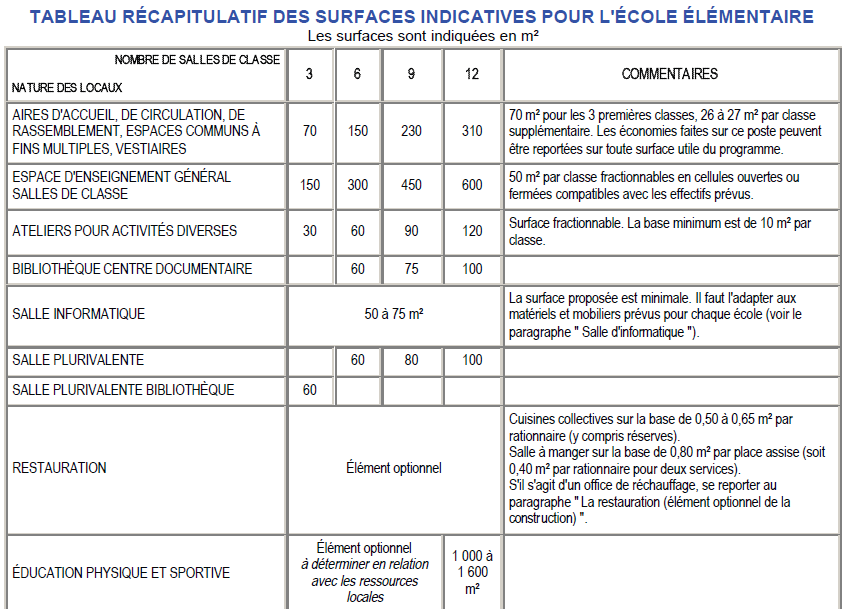 TABLEAU RÉCAPITULATIF DES SURFACES INDICATIVES POUR L'ÉCOLE ÉLÉMENTAIRE
Les surfaces sont indiquées en m²
NOMBRE DE SALLES DE CLASSE
NATURE DES LOCAUX
3 6 9 12 COMMENTAIRES
AIRES D'ACCUEIL, DE CIRCULATION, DE
RASSEMBLEMENT, ESPACES COMMUNS À
FINS MULTIPLES, VESTIAIRES
70 150 230 310
70 m² pour les 3 premières classes, 26 à 27 m² par classe
supplémentaire. Les économies faites sur ce poste peuvent
être reportées sur toute surface utile du programme.
ESPACE D'ENSEIGNEMENT GÉNÉRAL
SALLES DE CLASSE
150 300 450 600
50 m² par classe fractionnables en cellules ouvertes ou
fermées compatibles avec les effectifs prévus.
ATELIERS POUR ACTIVITÉS DIVERSES
30 60 90 120
Surface fractionnable. La base minimum est de 10 m² par
classe.
BIBLIOTHÈQUE CENTRE DOCUMENTAIRE
60 75 100
SALLE INFORMATIQUE
50 à 75 m²
La surface proposée est minimale. Il faut l'adapter aux
matériels et mobiliers prévus pour chaque école (voir le
paragraphe " Salle d'informatique ").
SALLE PLURIVALENTE
60 80 100
SALLE PLURIVALENTE BIBLIOTHÈQUE
60
RESTAURATION
Élément optionnel
Cuisines collectives sur la base de 0,50 à 0,65 m² par
rationnaire (y compris réserves).
Salle à manger sur la base de 0,80 m² par place assise (soit
0,40 m² par rationnaire pour deux services).
S'il s'agit d'un office de réchauffage, se reporter au
paragraphe " La restauration (élément optionnel de la
construction) ".
ÉDUCATION PHYSIQUE ET SPORTIVE
Élément optionnel
à déterminer en relation
avec les ressources
locales
1 000 à
1 600
m²